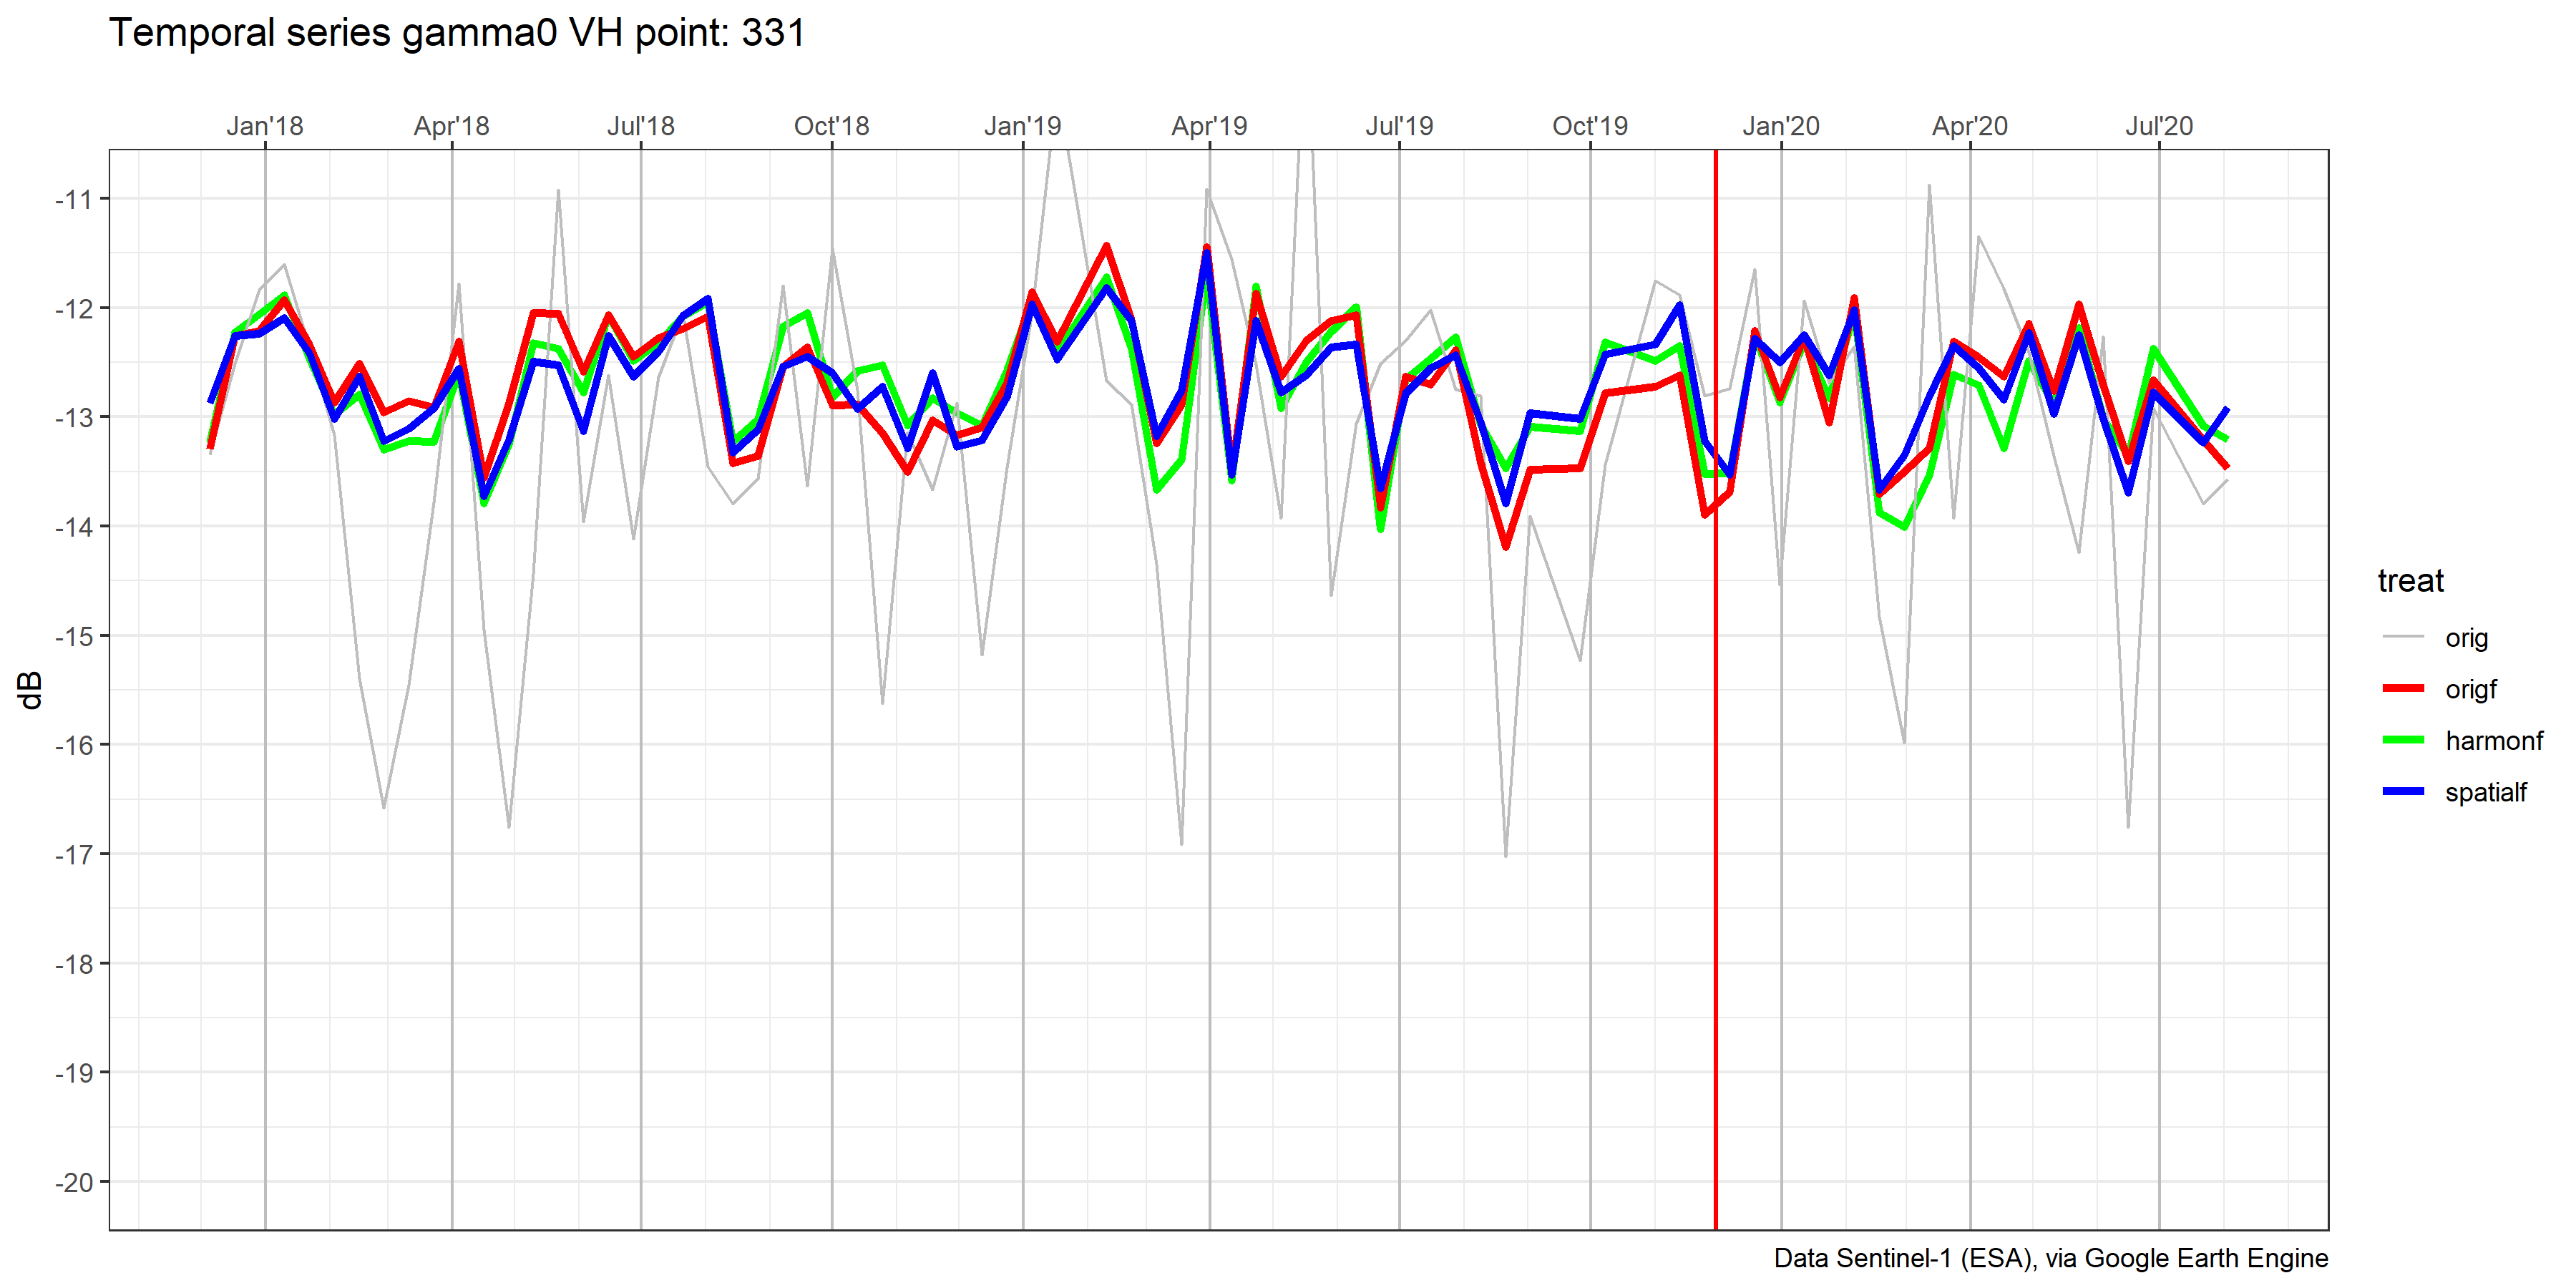 Temporal series gamma0 VH point: 331
Jan'18 Apr'18 Jul'18 Oct'18 Jan'19 Apr'19 Jul'19 Oct'19 Jan'20 Apr'20 Jul'20
-11
-12
-13
-14
-15
-16
-17
-18
-19
-20
dB
treat
orig
origf
harmonf
spatialf
Data Sentinel-1 (ESA), via Google Earth Engine